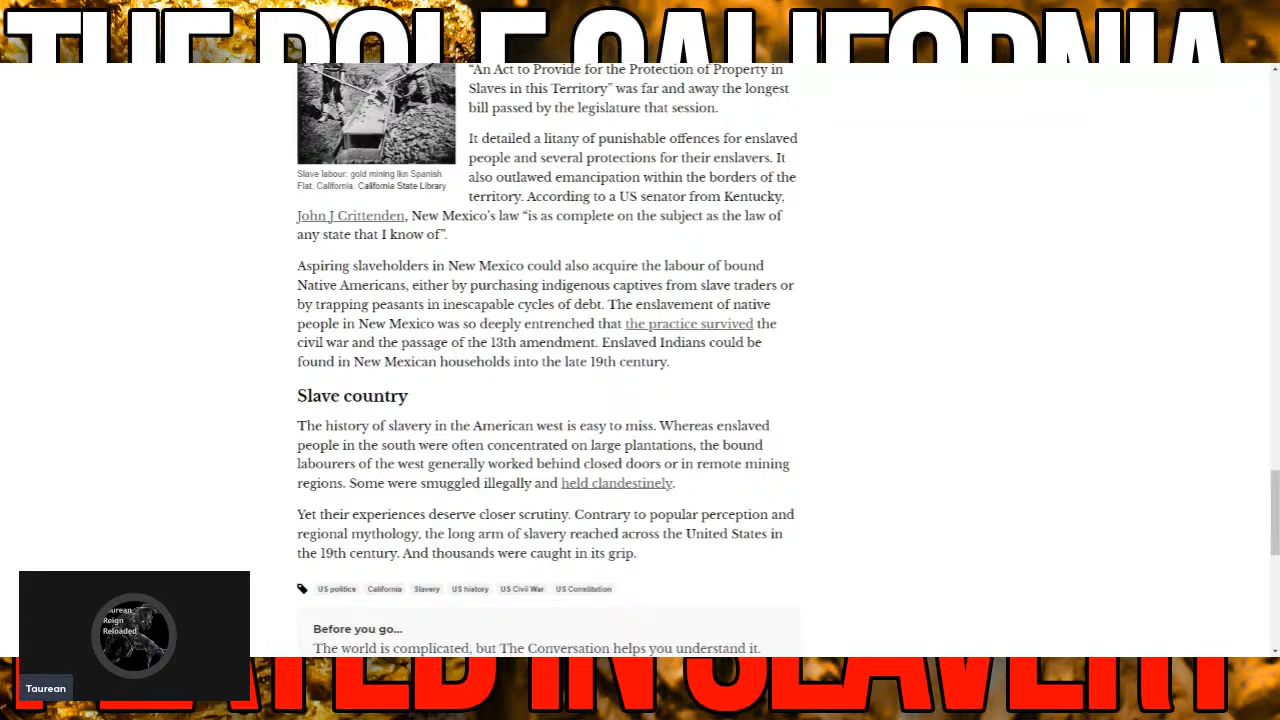 THE ROLE CALIFORNIA
"An Act to Provide for the Protection of Property in
Slaves in this Territory" was far and away the longest
bill passed by the legislature that session.
It detailed a litany of punishable offences for enslaved
people and several protections for their enslavers. It
also outlawed emancipation within the borders of the
territory. According to a US senator from Kentucky,
Slave labour: gold mining Ikn Spanish
Flat. California. California State Library
John J Crittenden, New Mexico's law "is as complete on the subject as the law of
any state that I know of".
Aspiring slaveholders in New Mexico could also acquire the labour of bound
Native Americans, either by purchasing indigenous captives from slave traders or
by trapping peasants in inescapable cycles of debt. The enslavement of native
people in New Mexico was so deeply entrenched that the practice survived the
civil war and the passage of the 13th amendment. Enslaved Indians could be
found in New Mexican households into the late 19th century.
Slave country
The history of slavery in the American west is easy to miss. Whereas enslaved
people in the south were often concentrated on large plantations, the bound
labourers of the west generally worked behind closed doors or in remote mining
regions. Some were smuggled illegally and held clandestinely.
Yet their experiences deserve closer scrutiny. Contrary to popular perception and
regional mythology, the long arm of slavery reached across the United States in
the 19th century. And thousands were caught in its grip.
US politics California Slavery US history US Civil War US Constitution
Before you go...
The world is complicated, but The Conversation helps you understand it.
Reign
Reloaded
Taurean
PLAYED IN SLAVERY